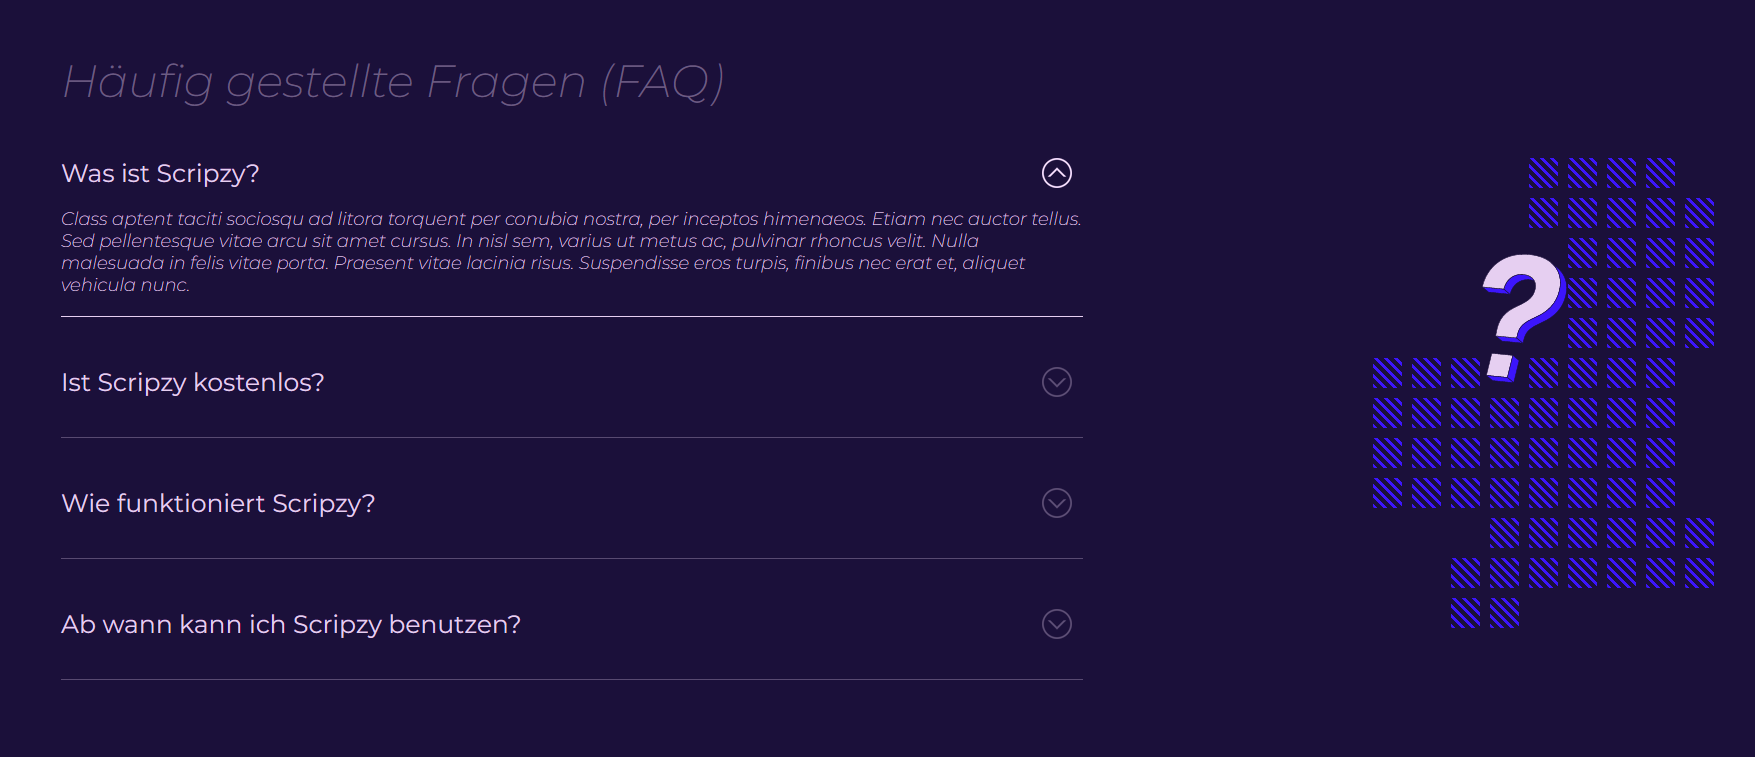 Häufig gestellte Fragen (FAQ)
Was ist Scripzy?
Class aptent taciti sociosqu ad litora torquent per conubia nostra, per inceptos himenaeos. Etiam nec auctor tellus.
Sed pellentesque vitae arcu sit amet cursus. In nisl sem, varius ut metus ac, pulvinar rhoncus velit. Nulla
malesuada in felis vitae porta. Praesent vitae lacinia risus. Suspendisse eros turpis, finibus nec erat et, aliquet
vehicula nunc.
Ist Scripzy kostenlos?
Wie funktioniert Scripzy?
Ab wann kann ich Scripzy benutzen?
?